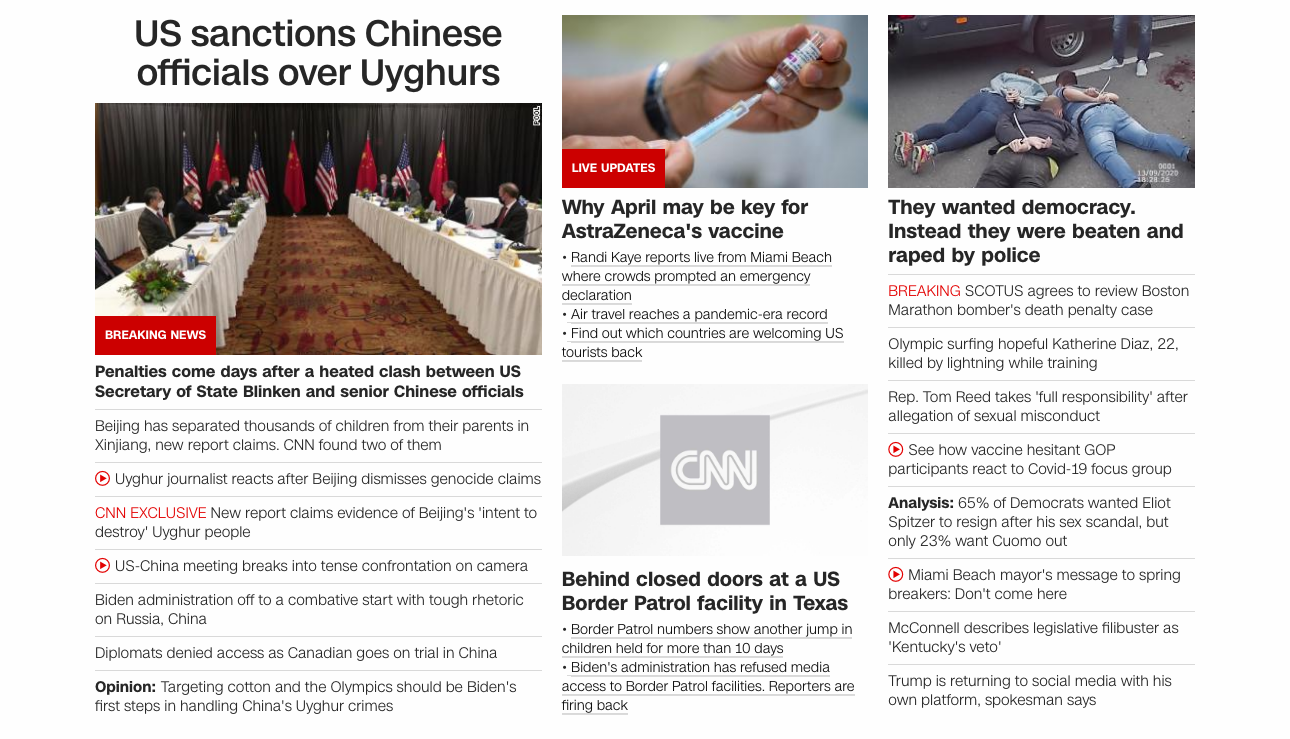 US sanctions Chinese
officials over Uyghurs
POOL
BREAKING NEWS
Penalties come days after a heated clash between US
Secretary of State Blinken and senior Chinese officials
Beijing has separated thousands of children from their parents in
Xinjiang, new report claims. CNN found two of them
Uyghur journalist reacts after Beijing dismisses genocide claims
CNN EXCLUSIVE New report claims evidence of Beijing's 'intent to
destroy' Uyghur people
US-China meeting breaks into tense confrontation on camera
Biden administration off to a combative start with tough rhetoric
on Russia, China
Diplomats denied access as Canadian goes on trial in China
Opinion: Targeting cotton and the Olympics should be Biden's
first steps in handling China's Uyghur crimes
LIVE UPDATES
Why April may be key for
AstraZeneca's vaccine
• Randi Kaye reports live from Miami Beach
where crowds prompted an emergency
declaration
• Air travel reaches a pandemic-era record
• Find out which countries are welcoming US
tourists back
CNN
Behind closed doors at a US
Border Patrol facility in Texas
• Border Patrol numbers show another jump in
children held for more than 10 days
• Biden's administration has refused media
access to Border Patrol facilities. Reporters are
firing back
0001
13/09/2020
18:28:26
They wanted democracy.
Instead they were beaten and
raped by police
BREAKING SCOTUS agrees to review Boston
Marathon bomber's death penalty case
Olympic surfing hopeful Katherine Diaz, 22,
killed by lightning while training
Rep. Tom Reed takes 'full responsibility' after
allegation of sexual misconduct
See how vaccine hesitant GOP
participants react to Covid-19 focus group
Analysis: 65% of Democrats wanted Eliot
Spitzer to resign after his sex scandal, but
only 23% want Cuomo out
Miami Beach mayor's message to spring
breakers: Don't come here
McConnell describes legislative filibuster as
'Kentucky's veto'
Trump is returning to social media with his
own platform, spokesman says